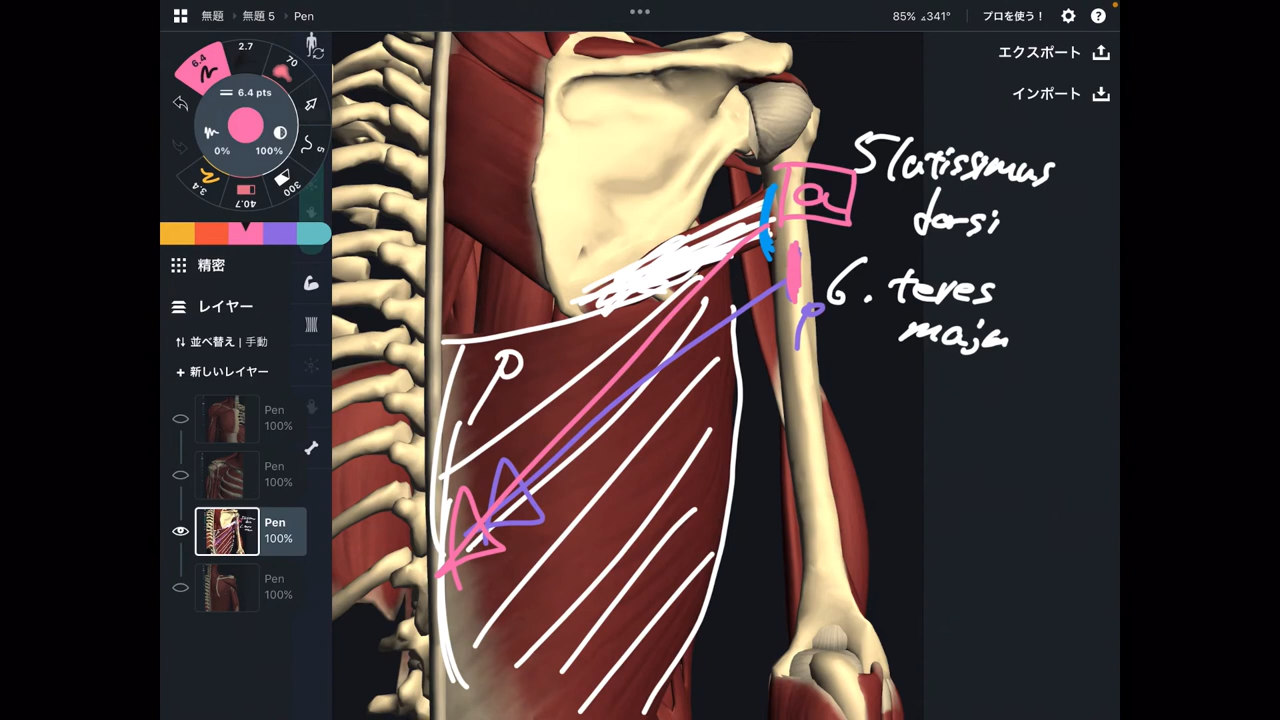 無題 無題 5 Pen
85% ⊿341° プロを使う！ ?
エクスポート
インポート
2.7
6.4
70
6.4 pts
0% 100%
5
3.4
40.7
300
精密
レイヤー
並べ替え | 手動
+ 新しいレイヤー
Pen
100%
Pen
100%
Pen
100%
Pen
100%
a
5 latissimus
dorsi
6. teres
major
p
p